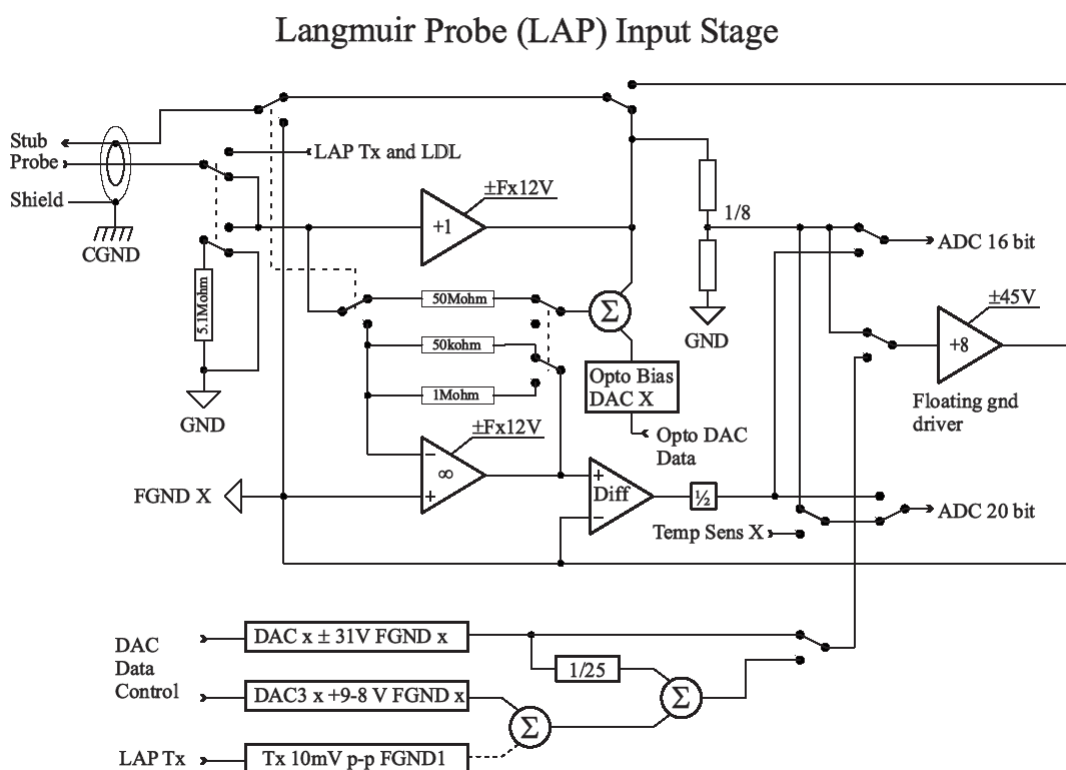 Langmuir Probe (LAP) Input Stage
Stub
Probe
Shield
CGND
LAP Tx and LDL
±Fx12V
+1
1/8
ADC 16 bit
5.1Mohm
GND
50Mohm
Σ
50kohm
1Mohm
GND
±45V
+8
Floating gnd
driver
Opto Bias
DAC X
Opto DAC
Data
±Fx12V
∞
−
+
FGND X
+
Diff
−
½
Temp Sens X
ADC 20 bit
DAC
Data
Control
DAC x ± 31V FGND x
1/25
Σ
DAC3 x +9-8 V FGND x
Σ
LAP Tx
Tx 10mV p-p FGND1